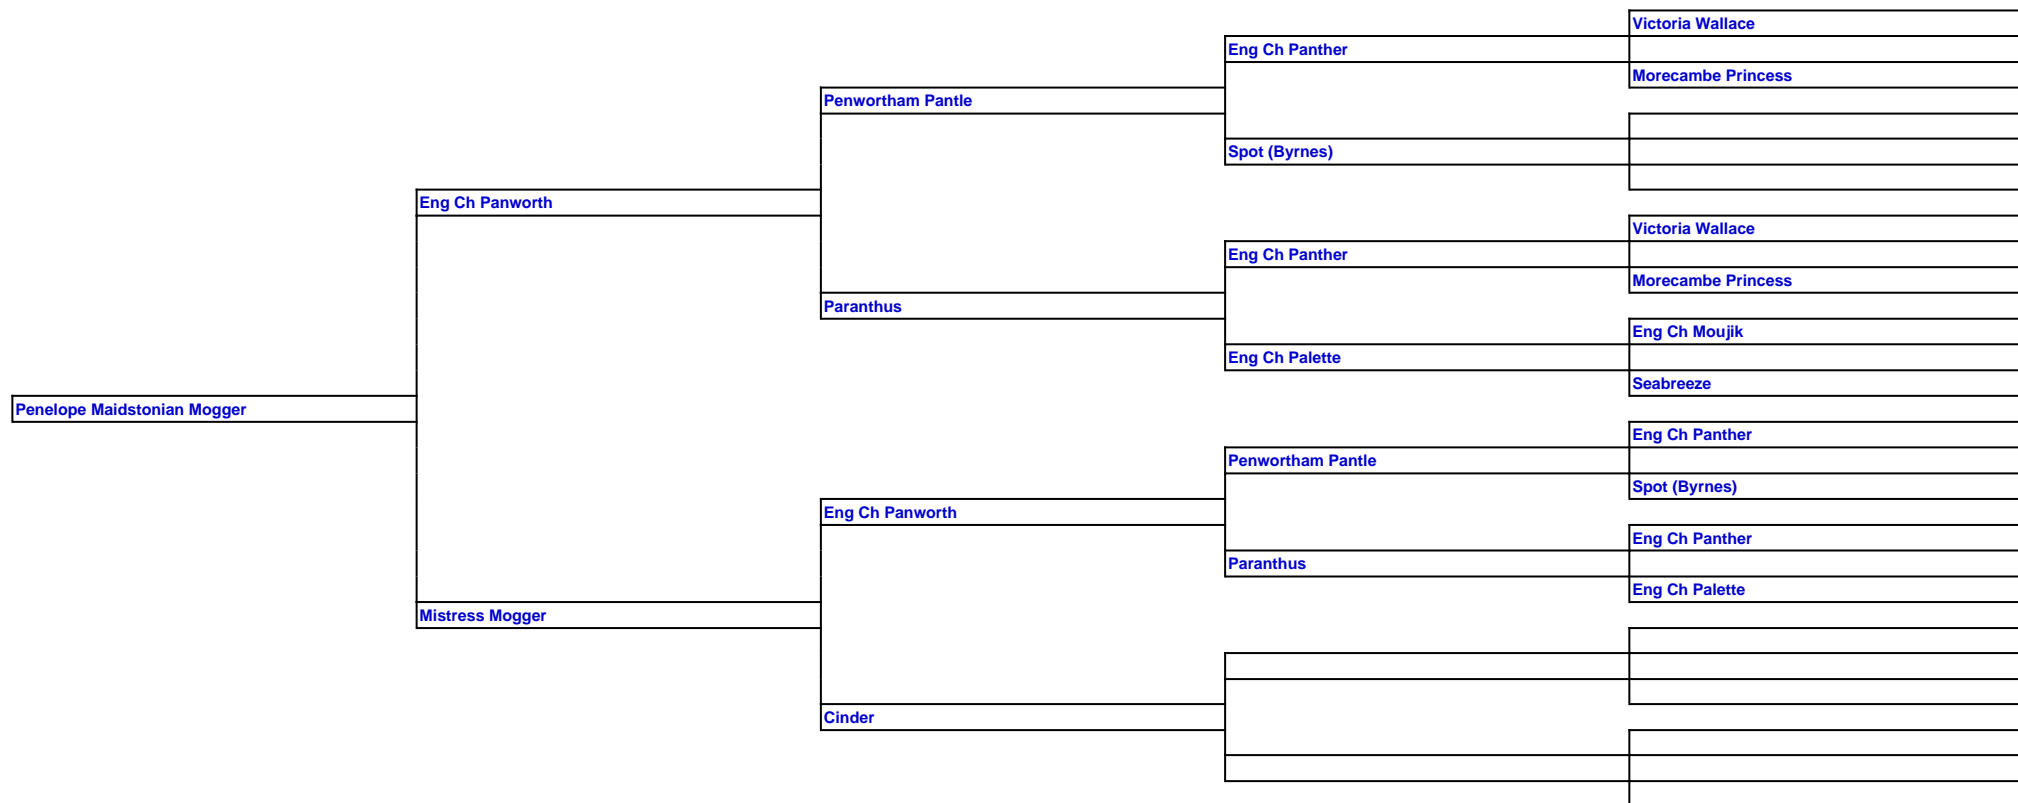 Victoria Wallace
Eng Ch Panther
Morecambe Princess
Penwortham Pantle
Spot (Byrnes)
Eng Ch Panworth
Victoria Wallace
Eng Ch Panther
Morecambe Princess
Paranthus
Eng Ch Moujik
Eng Ch Palette
Seabreeze
Penelope Maidstonian Mogger
Eng Ch Panther
Penwortham Pantle
Spot (Byrnes)
Eng Ch Panworth
Eng Ch Panther
Paranthus
Eng Ch Palette
Mistress Mogger
Cinder